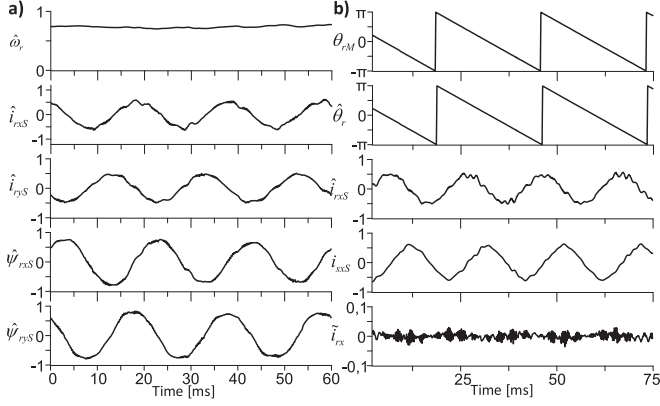 a)
1
ω̂r
0
1
îrxS
0
-1
1
îryS
0
-1
1
ψ̂rxS
0
-1
1
ψ̂ryS
0
-1
0 10 20 30 40 50 60
Time [ms]
b)
π
θrM
0
-π
π
θ̂r
0
-π
1
îrxS
0
-1
1
isxS
0
-1
0,1
ĩrx
0
-0,1
25 50 75
Time [ms]